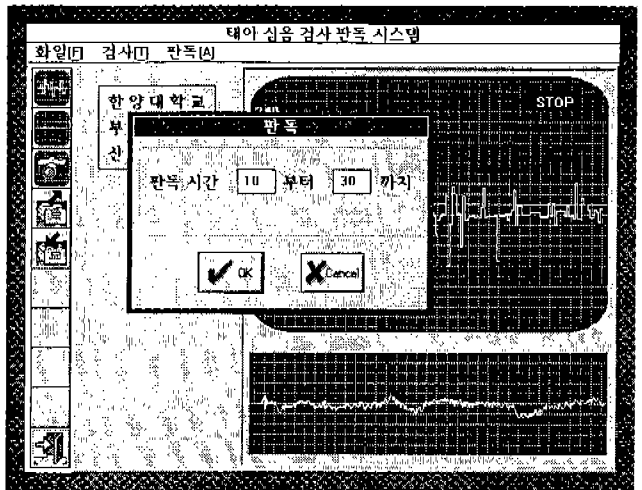 태아 심음 검사 판독 시스템
화일[F] 검사[T] 판독[A]
한양대학교
부
산
240
STOP
판독
판독 시간 10 부터 30 까지
OK
Cancel